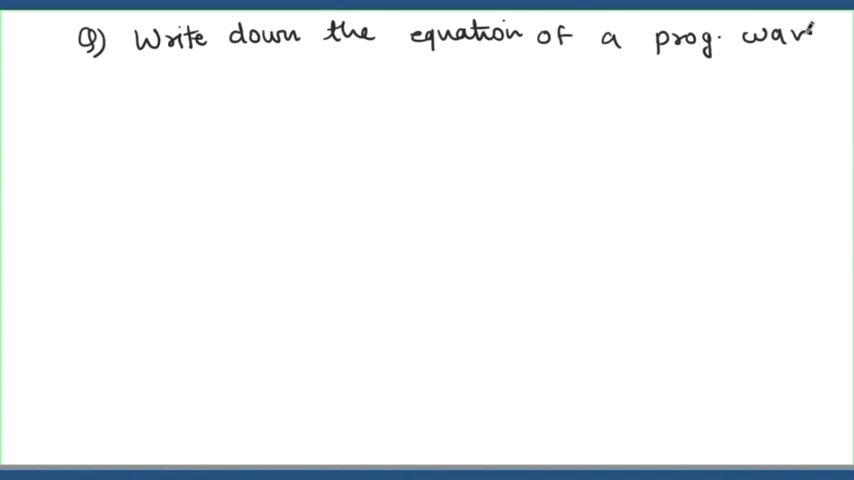 Q) Write down the equation of a prog. wav